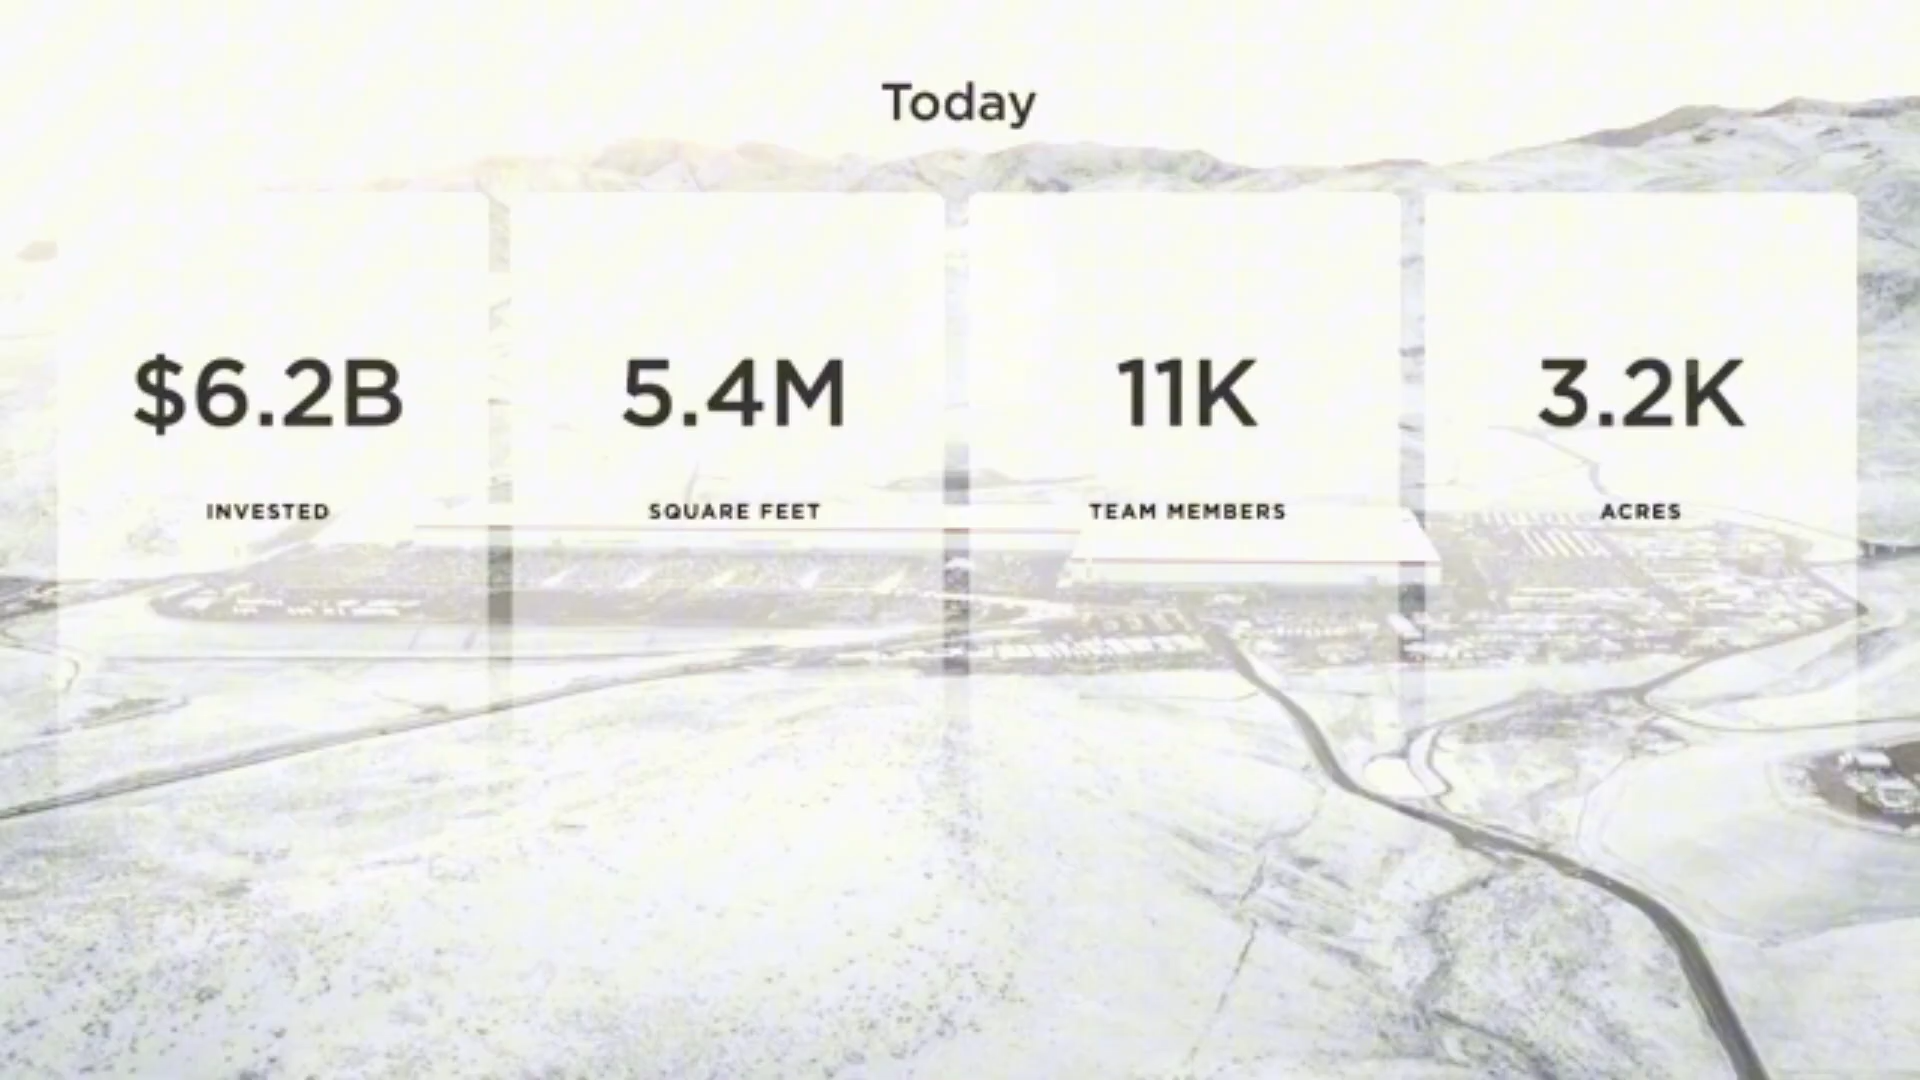 Today
$6.2B
INVESTED
5.4M
SQUARE FEET
11K
TEAM MEMBERS
3.2K
ACRES